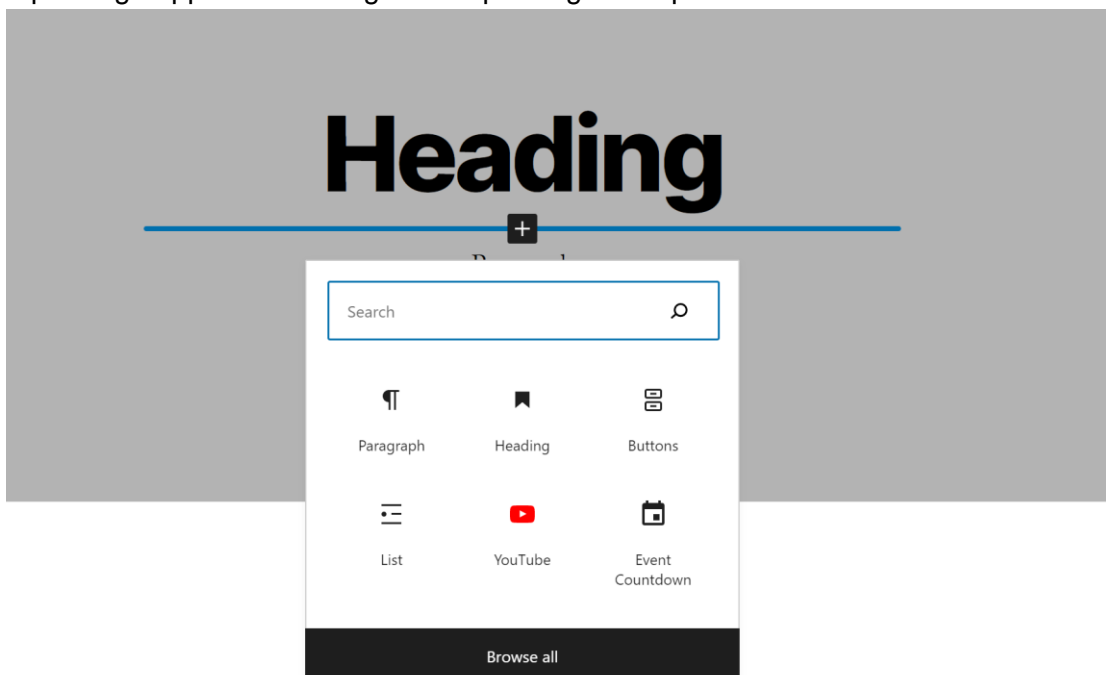 Heading
Search
Paragraph Heading Buttons
List YouTube Event
Countdown
Browse all